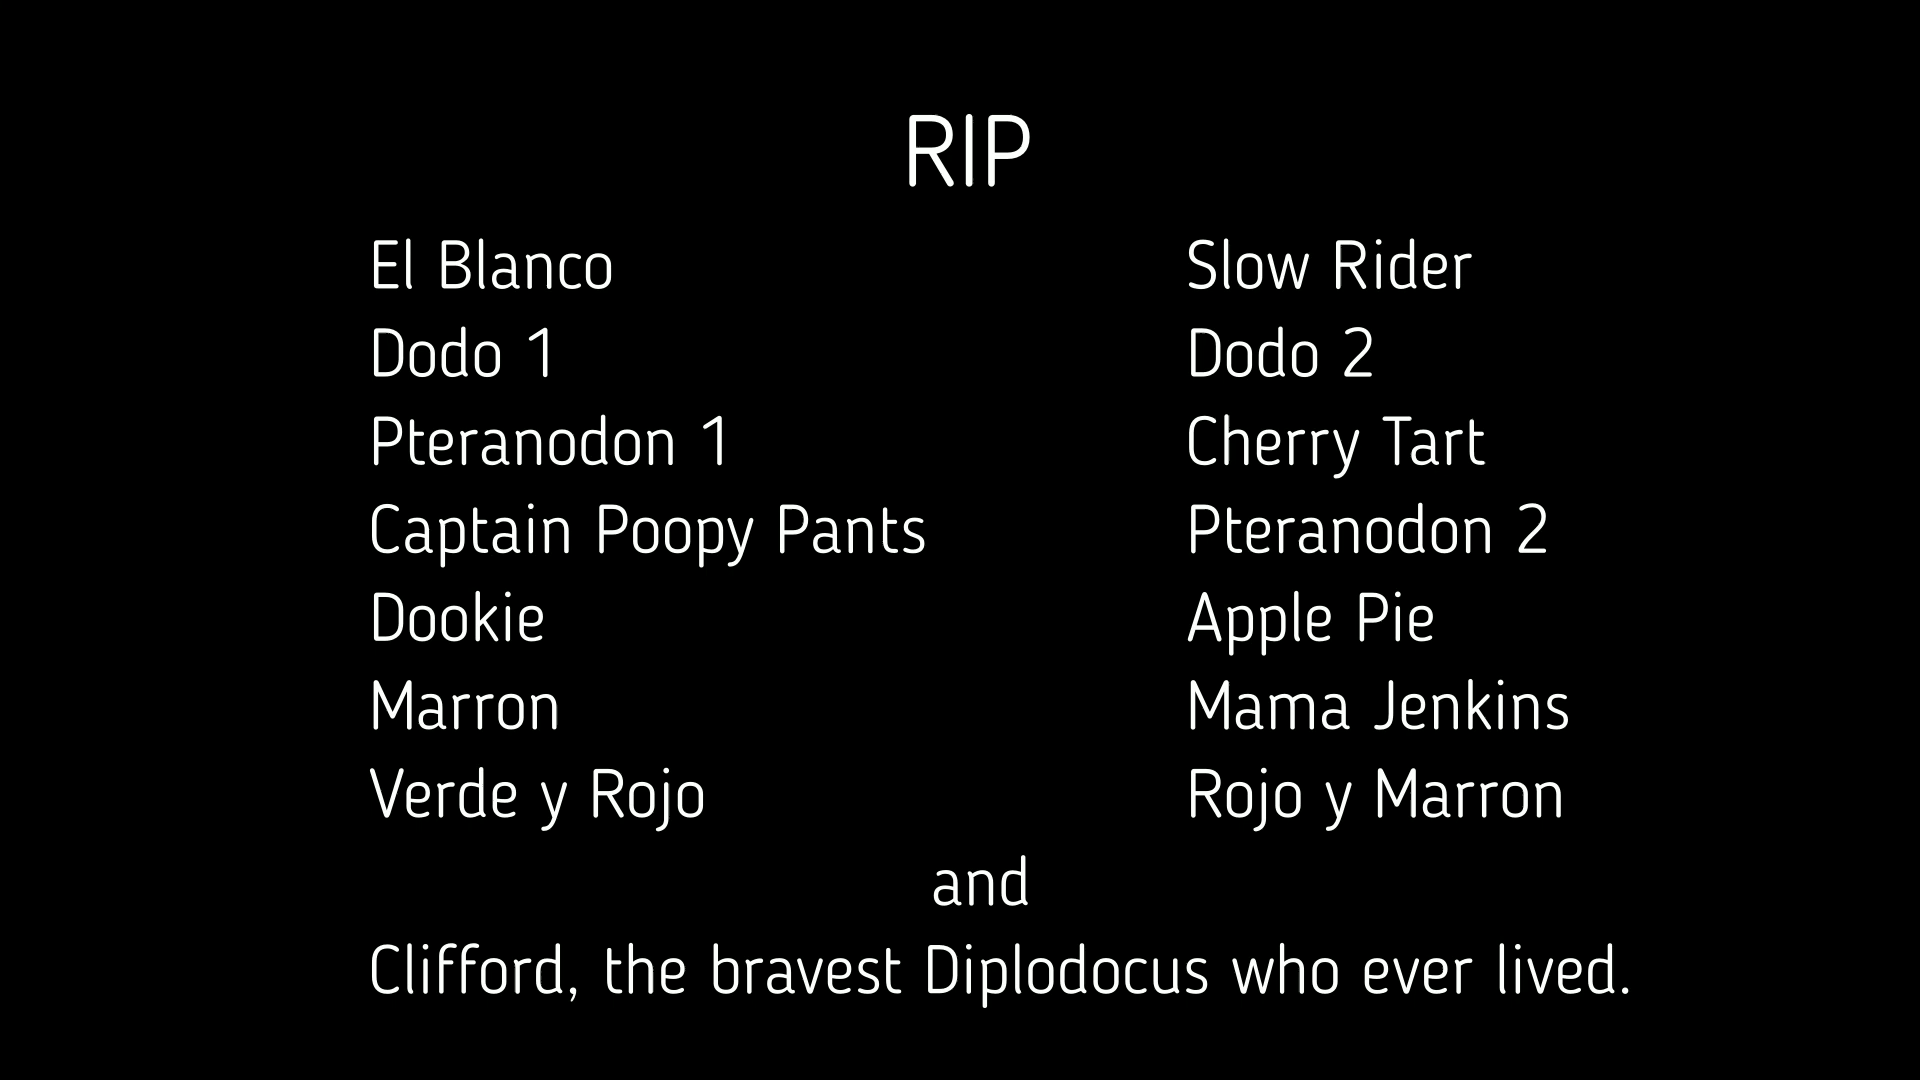 RIP
El Blanco
Slow Rider
Dodo 1
Dodo 2
Pteranodon 1
Cherry Tart
Captain Poopy Pants
Pteranodon 2
Dookie
Apple Pie
Marron
Mama Jenkins
Verde y Rojo
Rojo y Marron
and
Clifford, the bravest Diplodocus who ever lived.